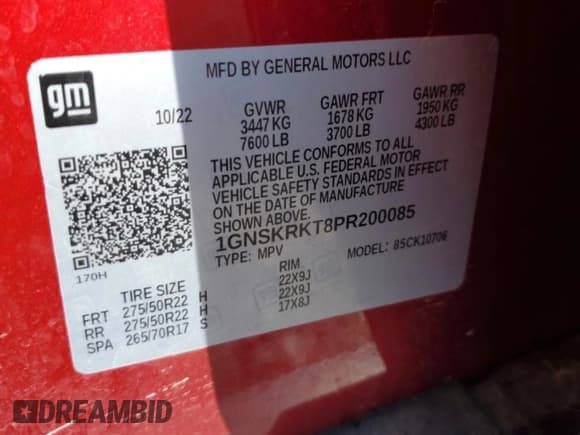 gm
MFD BY GENERAL MOTORS LLC
10/22
GVWR
3447 KG
7600 LB
GAWR FRT
1678 KG
3700 LB
GAWR RR
1950 KG
4300 LB
THIS VEHICLE CONFORMS TO ALL
APPLICABLE U.S. FEDERAL MOTOR
VEHICLE SAFETY STANDARDS IN EFFECT
ON THE DATE OF MANUFACTURE
SHOWN ABOVE.
1GNSKRKT8PR200085
TYPE: MPV
MODEL: 85CK10706
170H
TIRE SIZE
RIM
FRT 275/50R22 H 22X9J
RR 275/50R22 H 22X9J
SPA 265/70R17 S 17X8J
DREAMBID